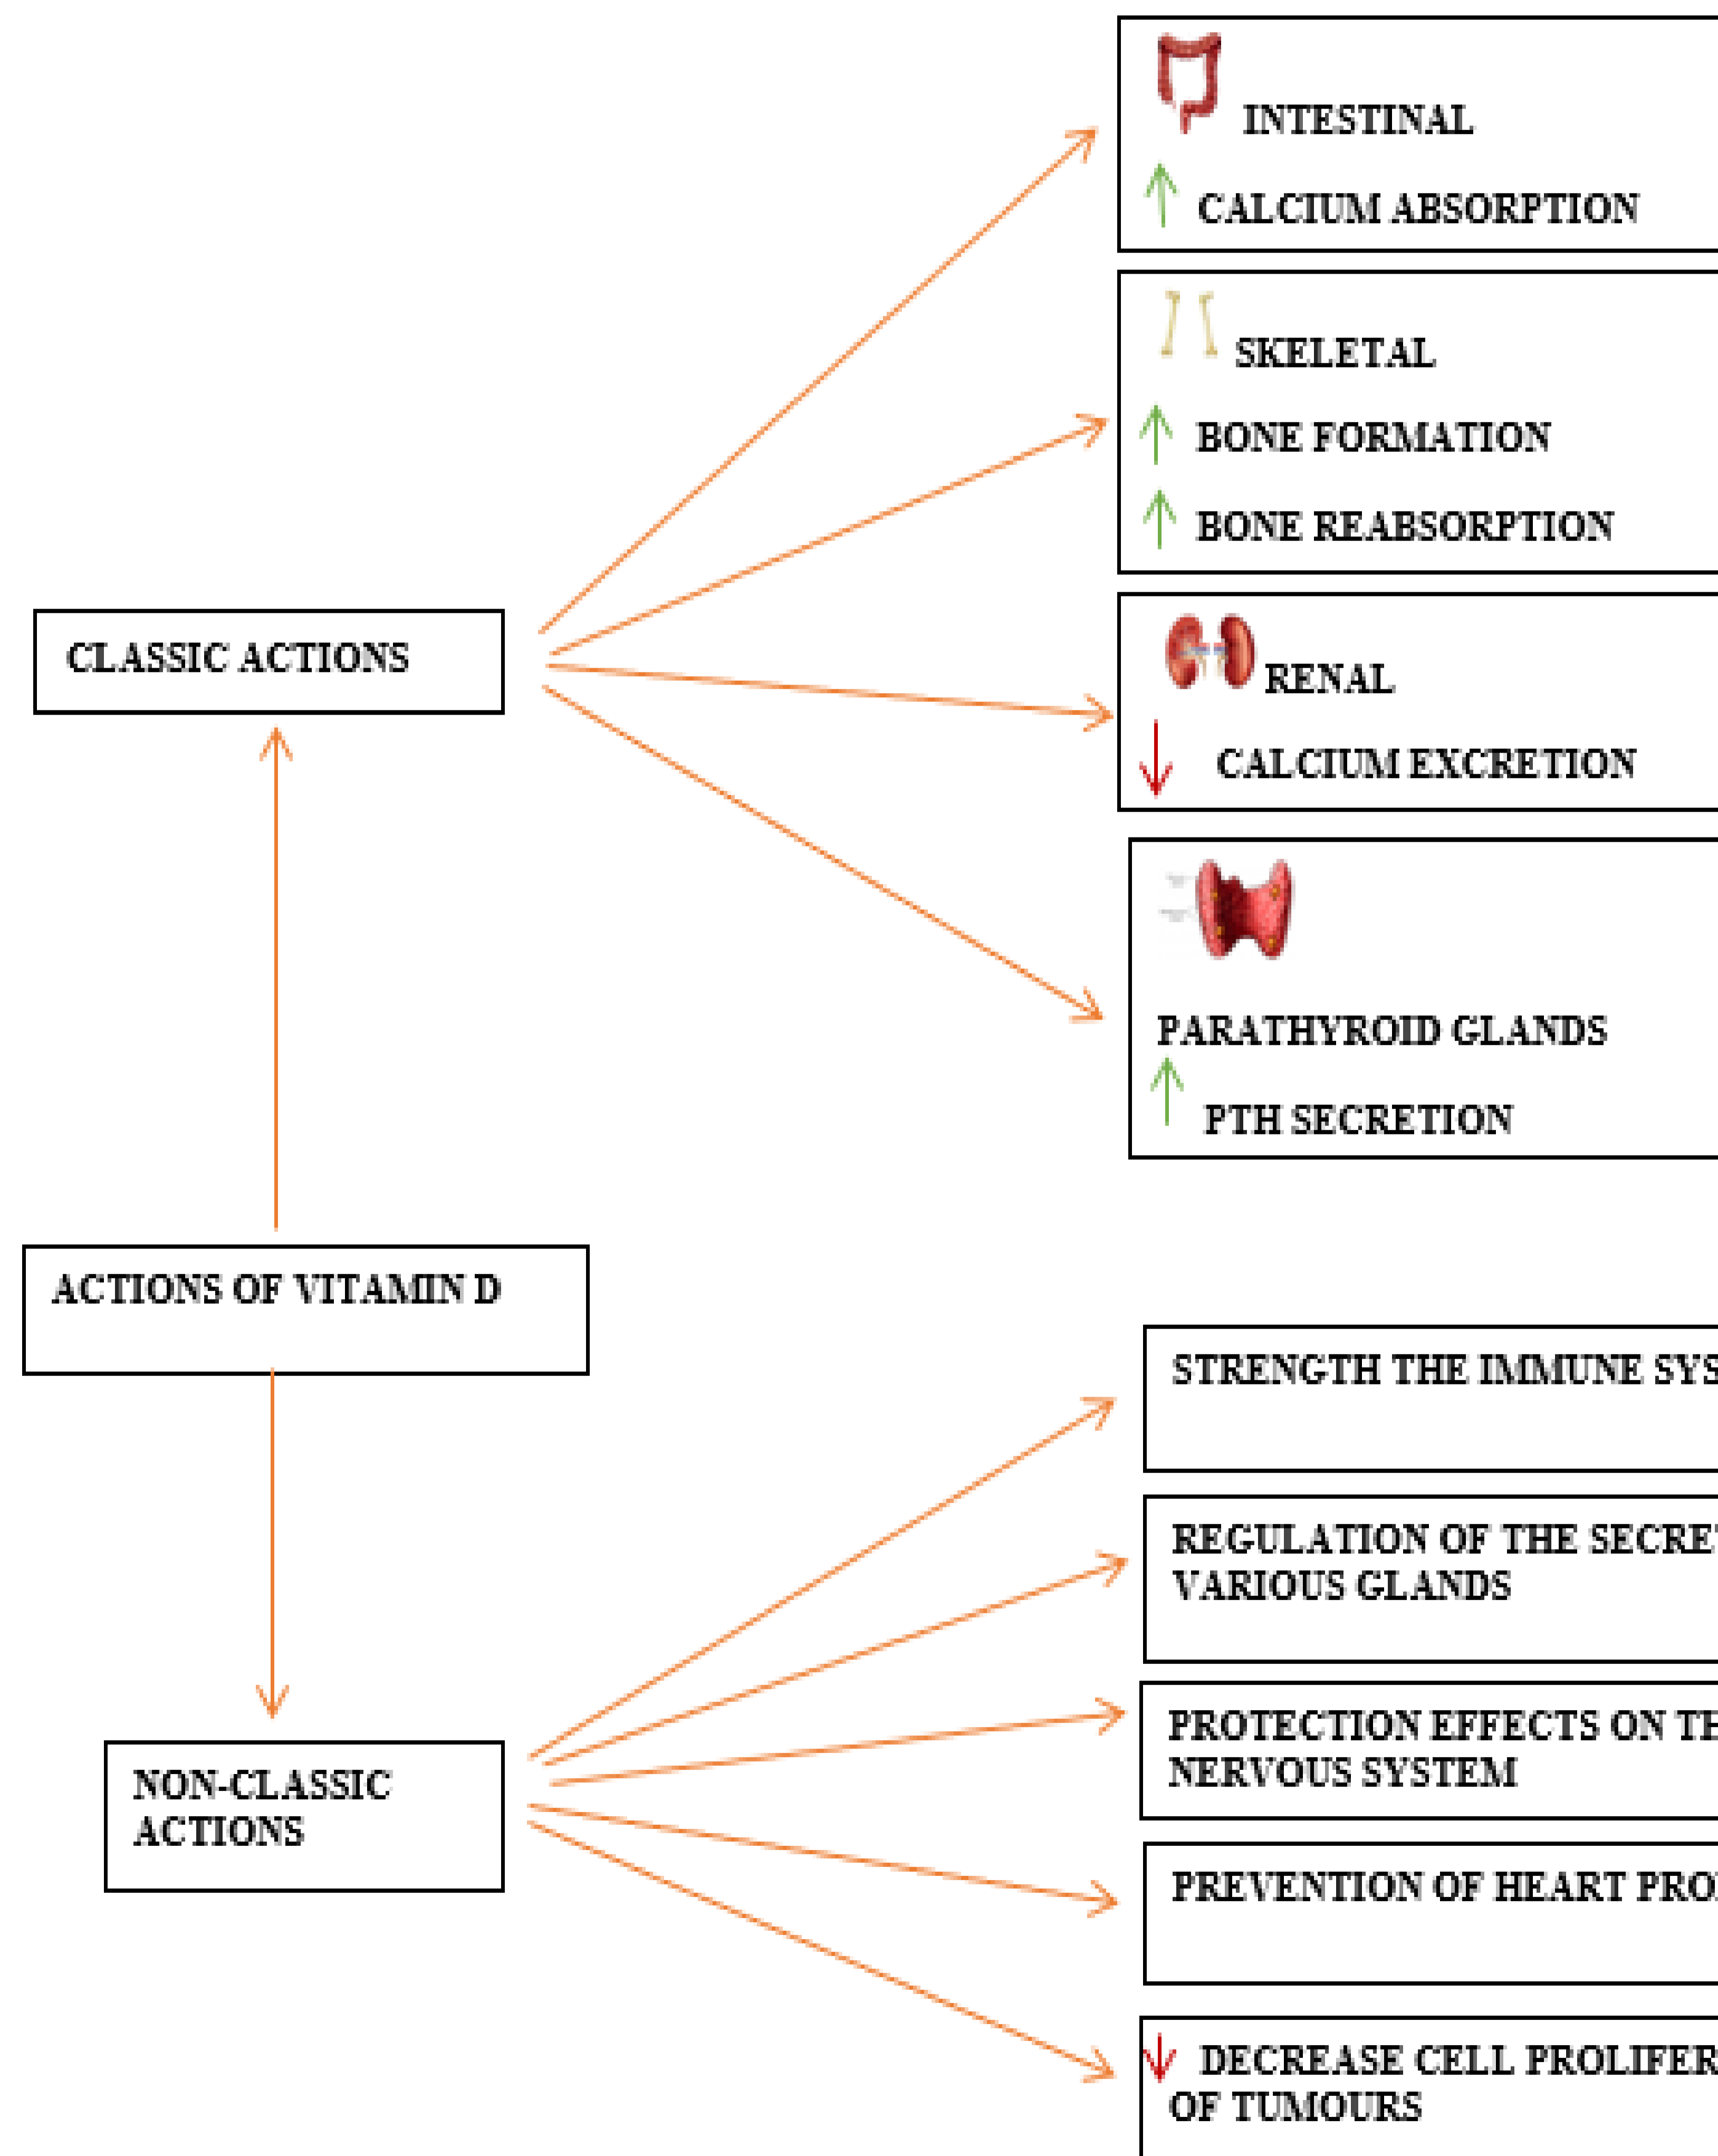 INTESTINAL
CALCIUM ABSORPTION
SKELETAL
BONE FORMATION
BONE REABSORPTION
CLASSIC ACTIONS
RENAL
CALCIUM EXCRETION
PARATHYROID GLANDS
PTH SECRETION
ACTIONS OF VITAMIN D
STRENGTH THE IMMUNE
REGULATION OF THE
VARIOUS GLANDS
PROTECTION EFFECTS ON
NERVOUS SYSTEM
NON-CLASSIC
ACTIONS
PREVENTION OF HEART
DECREASE CELL
OF TUMOURS